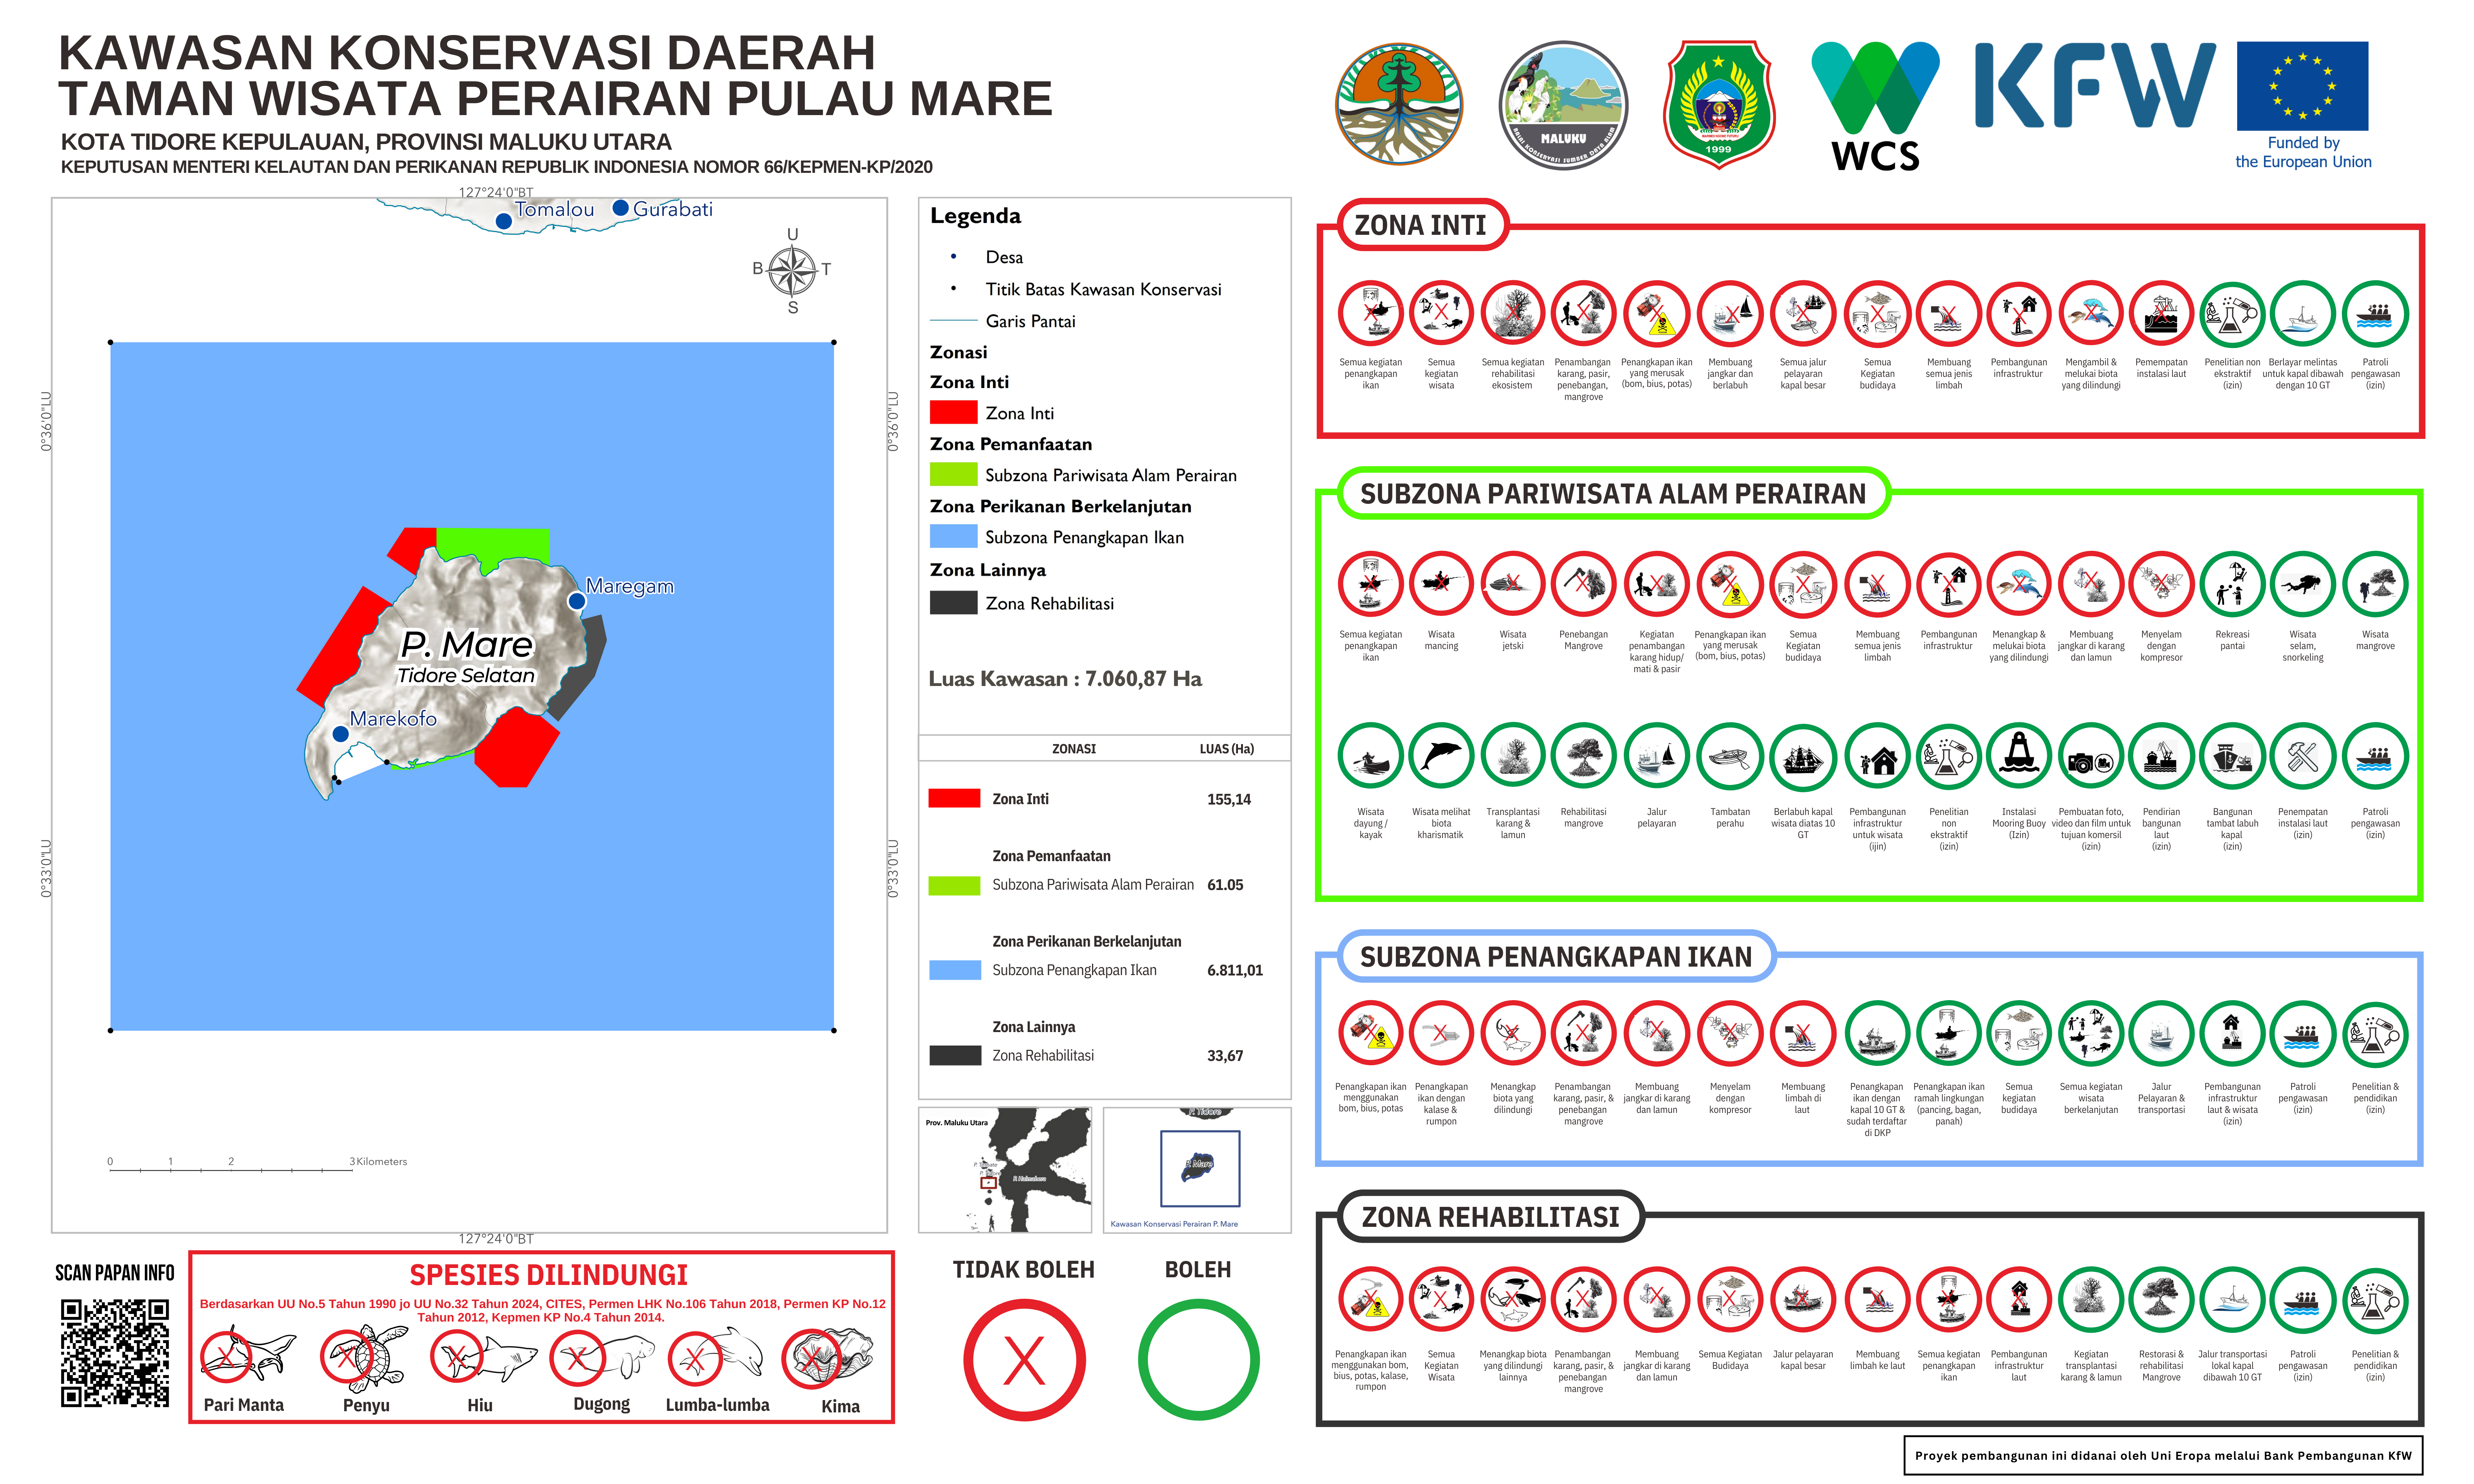 KAWASAN KONSERVASI DAERAH
TAMAN WISATA PERAIRAN PULAU MARE
KOTA TIDORE KEPULAUAN, PROVINSI MALUKU UTARA
KEPUTUSAN MENTERI KELAUTAN DAN PERIKANAN REPUBLIK INDONESIA NOMOR 66/KEPMEN-KP/2020
MALUKU
BALAI KONSERVASI SUMBER DAYA ALAM
1999
WCS
KFW
Funded by
the European Union
127°24'0"BT
Tomalou
Gurabati
U
B
T
S
0°36'0"LU
0°36'0"LU
Maregam
P. Mare
Tidore Selatan
Marekofo
0°33'0"LU
0°33'0"LU
0 1 2 3 Kilometers
127°24'0"BT
Legenda
Desa
Titik Batas Kawasan Konservasi
Garis Pantai
Zonasi
Zona Inti
Zona Inti
Zona Pemanfaatan
Subzona Pariwisata Alam Perairan
Zona Perikanan Berkelanjutan
Subzona Penangkapan Ikan
Zona Lainnya
Zona Rehabilitasi
Luas Kawasan : 7.060,87 Ha
ZONASI LUAS (Ha)
Zona Inti 155,14
Zona Pemanfaatan
Subzona Pariwisata Alam Perairan 61.05
Zona Perikanan Berkelanjutan
Subzona Penangkapan Ikan 6.811,01
Zona Lainnya
Zona Rehabilitasi 33,67
Prov. Maluku Utara
P. Halmahera
P. Tidore
P. Mare
Kawasan Konservasi Perairan P. Mare
TIDAK BOLEH
BOLEH
SCAN PAPAN INFO
SPESIES DILINDUNGI
Berdasarkan UU No.5 Tahun 1990 jo UU No.32 Tahun 2024, CITES, Permen LHK No.106 Tahun 2018, Permen KP No.12
Tahun 2012, Kepmen KP No.4 Tahun 2014.
Pari Manta
Penyu
Hiu
Dugong
Lumba-lumba
Kima
ZONA INTI
Semua kegiatan
penangkapan
ikan
Semua
kegiatan
wisata
Semua kegiatan
rehabilitasi
ekosistem
Penambangan
karang, pasir,
penebangan,
mangrove
Penangkapan ikan
yang merusak
(bom, bius, potas)
Membuang
jangkar dan
berlabuh
Semua jalur
pelayaran
kapal besar
Semua
Kegiatan
budidaya
Membuang
semua jenis
limbah
Pembangunan
infrastruktur
Mengambil &
melukai biota
yang dilindungi
Pemempatan
instalasi laut
Penelitian non
ekstraktif
(izin)
Berlayar melintas
untuk kapal dibawah
dengan 10 GT
Patroli
pengawasan
(izin)
SUBZONA PARIWISATA ALAM PERAIRAN
Semua kegiatan
penangkapan
ikan
Wisata
mancing
Wisata
jetski
Penebangan
Mangrove
Kegiatan
penambangan
karang hidup/
mati & pasir
Penangkapan ikan
yang merusak
(bom, bius, potas)
Semua
Kegiatan
budidaya
Membuang
semua jenis
limbah
Pembangunan
infrastruktur
Menangkap &
melukai biota
yang dilindungi
Membuang
jangkar di karang
dan lamun
Menyelam
dengan
kompresor
Rekreasi
pantai
Wisata
selam,
snorkeling
Wisata
mangrove
Wisata
dayung /
kayak
Wisata melihat
biota
kharismatik
Transplantasi
karang &
lamun
Rehabilitasi
mangrove
Jalur
pelayaran
Tambatan
perahu
Berlabuh kapal
wisata diatas 10
GT
Pembangunan
infrastruktur
untuk wisata
(ijin)
Penelitian
non
ekstraktif
(izin)
Instalasi
Mooring Buoy
(Izin)
Pembuatan foto,
video dan film untuk
tujuan komersil
(izin)
Pendirian
bangunan
laut
(izin)
Bangunan
tambat labuh
kapal
(izin)
Penempatan
instalasi laut
(izin)
Patroli
pengawasan
(izin)
SUBZONA PENANGKAPAN IKAN
Penangkapan ikan
menggunakan
bom, bius, potas
Penangkapan
ikan dengan
kalase &
rumpon
Menangkap
biota yang
dilindungi
Penambangan
karang, pasir, &
penebangan
mangrove
Membuang
jangkar di karang
dan lamun
Menyelam
dengan
kompresor
Membuang
limbah di
laut
Penangkapan
ikan dengan
kapal 10 GT &
sudah terdaftar
di DKP
Penangkapan ikan
ramah lingkungan
(pancing, bagan,
panah)
Semua
kegiatan
budidaya
Semua kegiatan
wisata
berkelanjutan
Jalur
Pelayaran &
transportasi
Pembangunan
infrastruktur
laut & wisata
(izin)
Patroli
pengawasan
(izin)
Penelitian &
pendidikan
(izin)
ZONA REHABILITASI
Penangkapan ikan
menggunakan bom,
bius, potas, kalase,
rumpon
Semua
Kegiatan
Wisata
Menangkap biota
yang dilindungi
lainnya
Penambangan
karang, pasir, &
penebangan
mangrove
Membuang
jangkar di karang
dan lamun
Semua Kegiatan
Budidaya
Jalur pelayaran
kapal besar
Membuang
limbah ke laut
Semua kegiatan
penangkapan
ikan
Pembangunan
infrastruktur
laut
Kegiatan
transplantasi
karang & lamun
Restorasi &
rehabilitasi
Mangrove
Jalur transportasi
lokal kapal
dibawah 10 GT
Patroli
pengawasan
(izin)
Penelitian &
pendidikan
(izin)
Proyek pembangunan ini didanai oleh Uni Eropa melalui Bank Pembangunan KfW